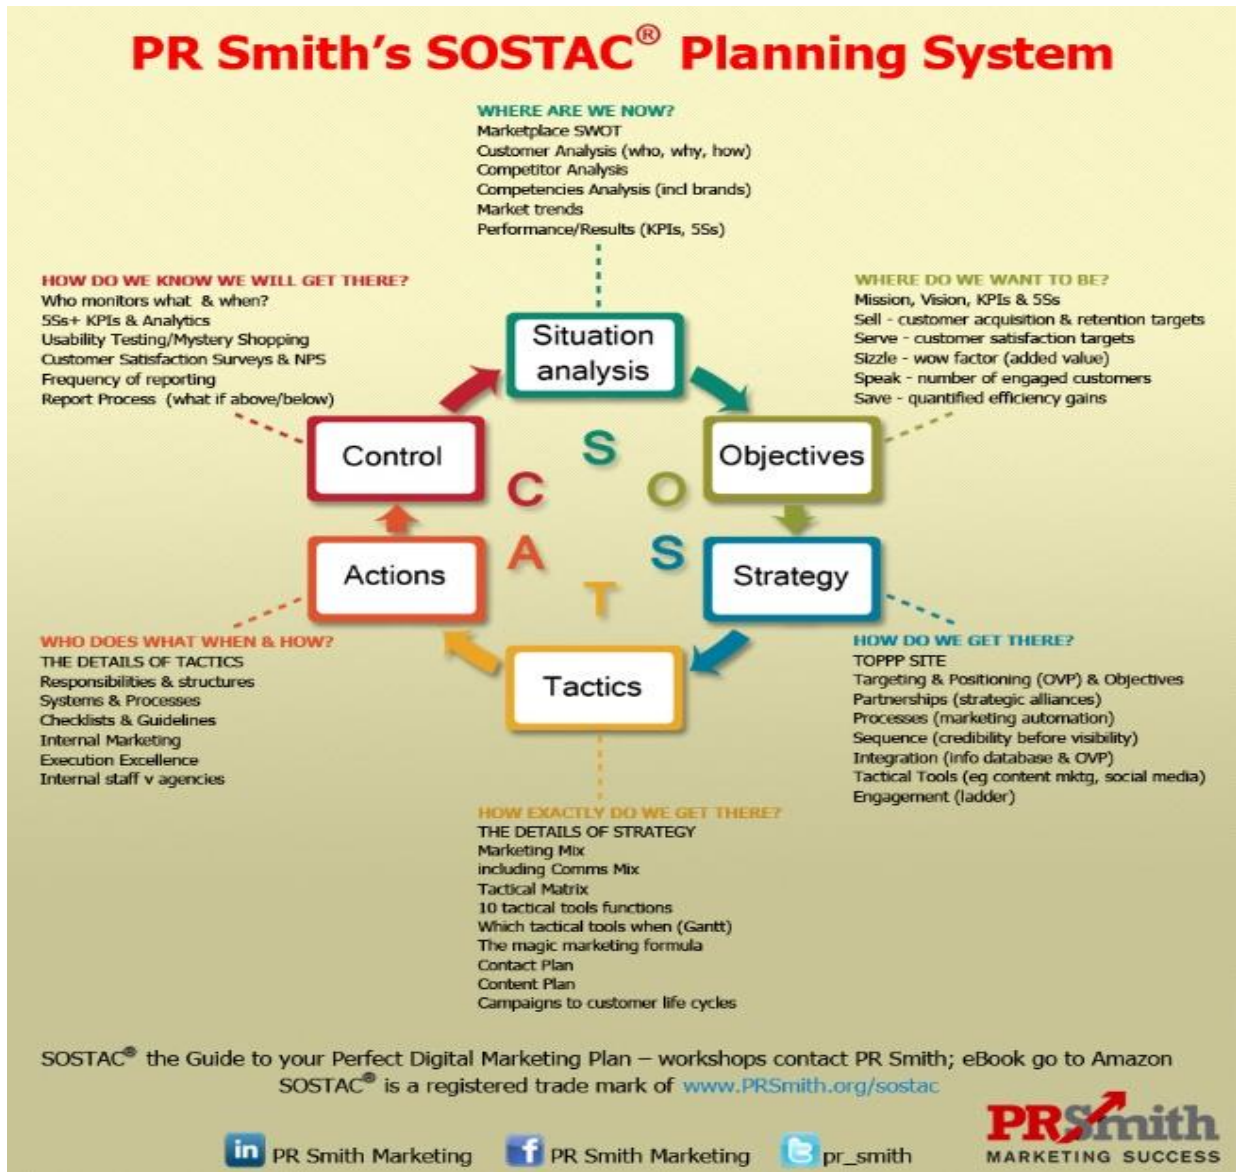 PR Smith's SOSTAC® Planning System
WHERE ARE WE NOW?
Marketplace SWOT
Customer Analysis (who, why, how)
Competitor Analysis
Competencies Analysis (incl brands)
Market trends
Performance/Results (KPIs, 5Ss)
HOW DO WE KNOW WE WILL GET THERE?
Who monitors what & when?
5Ss+ KPIs & Analytics
Usability Testing/Mystery Shopping
Customer Satisfaction Surveys & NPS
Frequency of reporting
Report Process (what if above/below)
WHERE DO WE WANT TO BE?
Mission, Vision, KPIs & 5Ss
Sell - customer acquisition & retention targets
Serve - customer satisfaction targets
Sizzle - wow factor (added value)
Speak - number of engaged customers
Save - quantified efficiency gains
Situation
analysis
Objectives
Strategy
Tactics
Actions
Control
S
O
S
T
A
C
WHO DOES WHAT WHEN & HOW?
THE DETAILS OF TACTICS
Responsibilities & structures
Systems & Processes
Checklists & Guidelines
Internal Marketing
Execution Excellence
Internal staff v agencies
HOW DO WE GET THERE?
TOPPP SITE
Targeting & Positioning (OVP) & Objectives
Partnerships (strategic alliances)
Processes (marketing automation)
Sequence (credibility before visibility)
Integration (info database & OVP)
Tactical Tools (eg content mktg, social media)
Engagement (ladder)
HOW EXACTLY DO WE GET THERE?
THE DETAILS OF STRATEGY
Marketing Mix
including Comms Mix
Tactical Matrix
10 tactical tools functions
Which tactical tools when (Gantt)
The magic marketing formula
Contact Plan
Content Plan
Campaigns to customer life cycles
SOSTAC® the Guide to your Perfect Digital Marketing Plan – workshops contact PR Smith; eBook go to Amazon
SOSTAC® is a registered trade mark of www.PRSmith.org/sostac
in PR Smith Marketing
f PR Smith Marketing
pr_smith
PRSmith
MARKETING SUCCESS